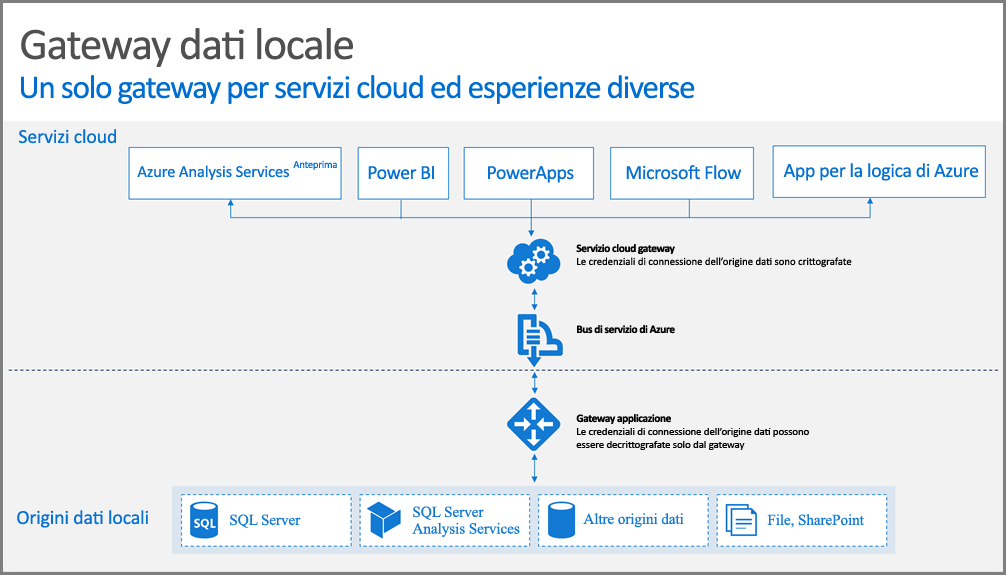 Gateway dati locale
Un solo gateway per servizi cloud ed esperienze diverse
Servizi cloud
Azure Analysis Services Anteprima
Power BI
PowerApps
Microsoft Flow
App per la logica di Azure
Servizio cloud gateway
Le credenziali di connessione dell'origine dati sono crittografate
Bus di servizio di Azure
Gateway applicazione
Le credenziali di connessione dell'origine dati possono
essere decrittografate solo dal gateway
Origini dati locali
SQL
SQL Server
SQL Server
Analysis Services
Altre origini dati
File, SharePoint